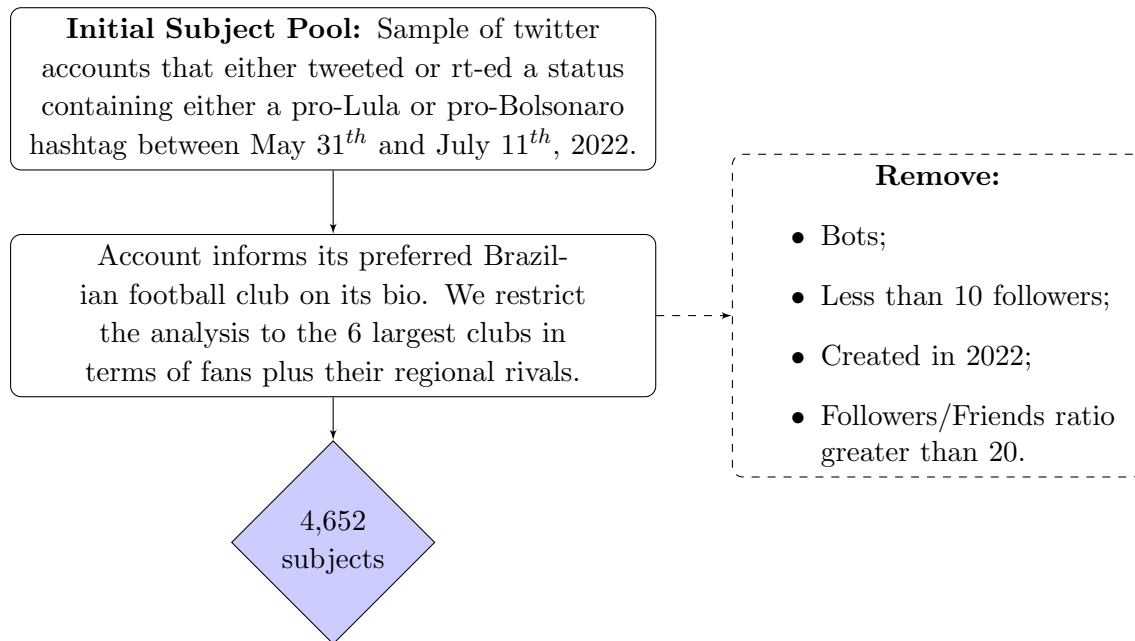 Initial Subject Pool: Sample of twitter
accounts that either tweeted or rt-ed a status
containing either a pro-Lula or pro-Bolsonaro
hashtag between May 31th and July 11th, 2022.
Account informs its preferred Brazil-
ian football club on its bio. We restrict
the analysis to the 6 largest clubs in
terms of fans plus their regional rivals.
Remove:
• Bots;
• Less than 10 followers;
• Created in 2022;
• Followers/Friends ratio
greater than 20.
4,652
subjects